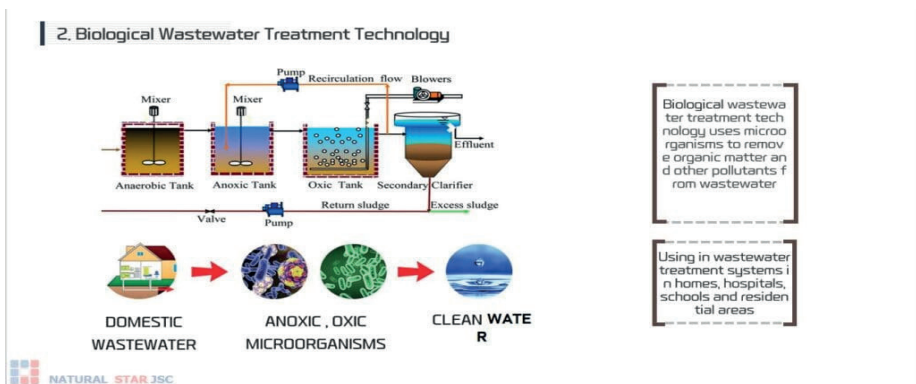 2. Biological Wastewater Treatment Technology
Pump
Recirculation flow
Blowers
Mixer
Mixer
Effluent
Anaerobic Tank
Anoxic Tank
Oxic Tank
Secondary Clarifier
Return sludge
Excess sludge
Valve
Pump
DOMESTIC
WASTEWATER
ANOXIC , OXIC
MICROORGANISMS
CLEAN WATE
R
Biological wastewa
ter treatment tech
nology uses microo
rganisms to remov
e organic matter an
d other pollutants f
rom wastewater
Using in wastewater
treatment systems i
n homes, hospitals,
schools and residen
tial areas
NATURAL STAR JSC